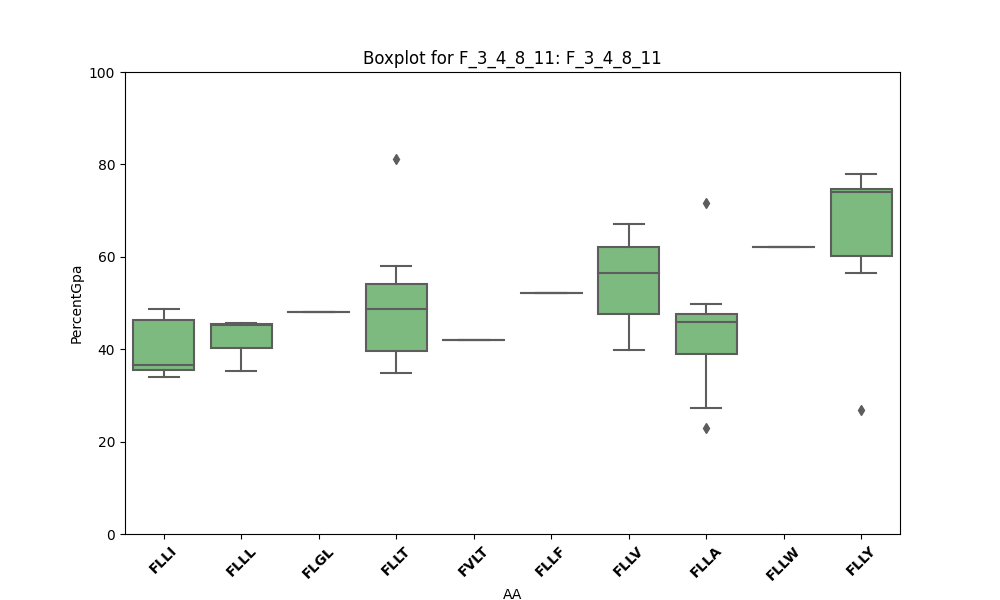 Boxplot for F_3_4_8_11: F_3_4_8_11
100
80
60
40
20
0
PercentGpa
FLLI
FLLL
FLGL
FLLT
FVLT
FLLF
FLLV
FLLA
FLLW
FLLY
AA